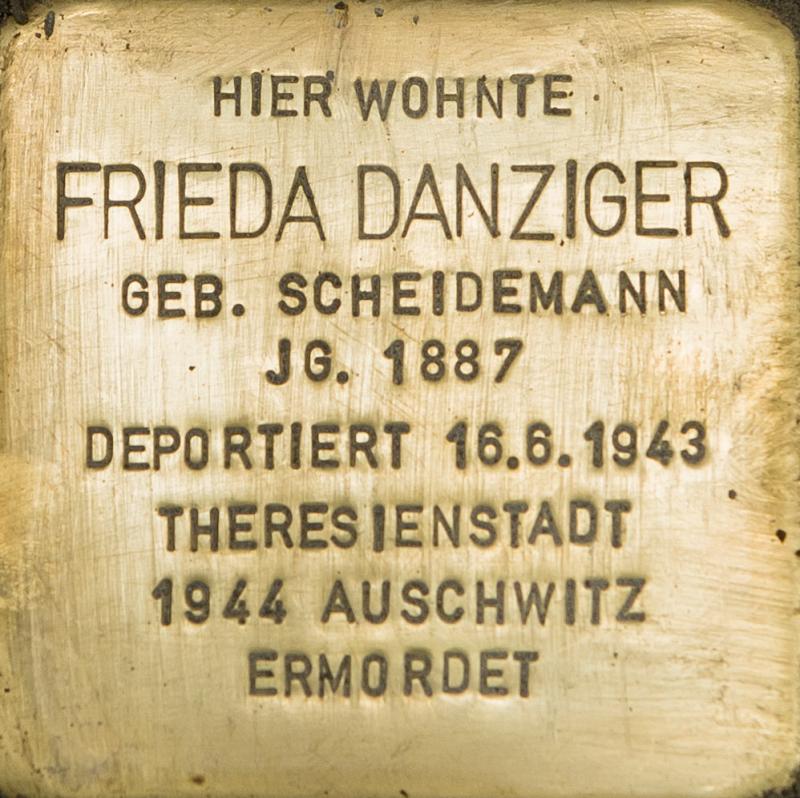 HIER WOHNTE
FRIEDA DANZIGER
GEB. SCHEIDEMANN
JG. 1887
DEPORTIERT 16.6.1943
THERESIENSTADT
1944 AUSCHWITZ
ERMORDET